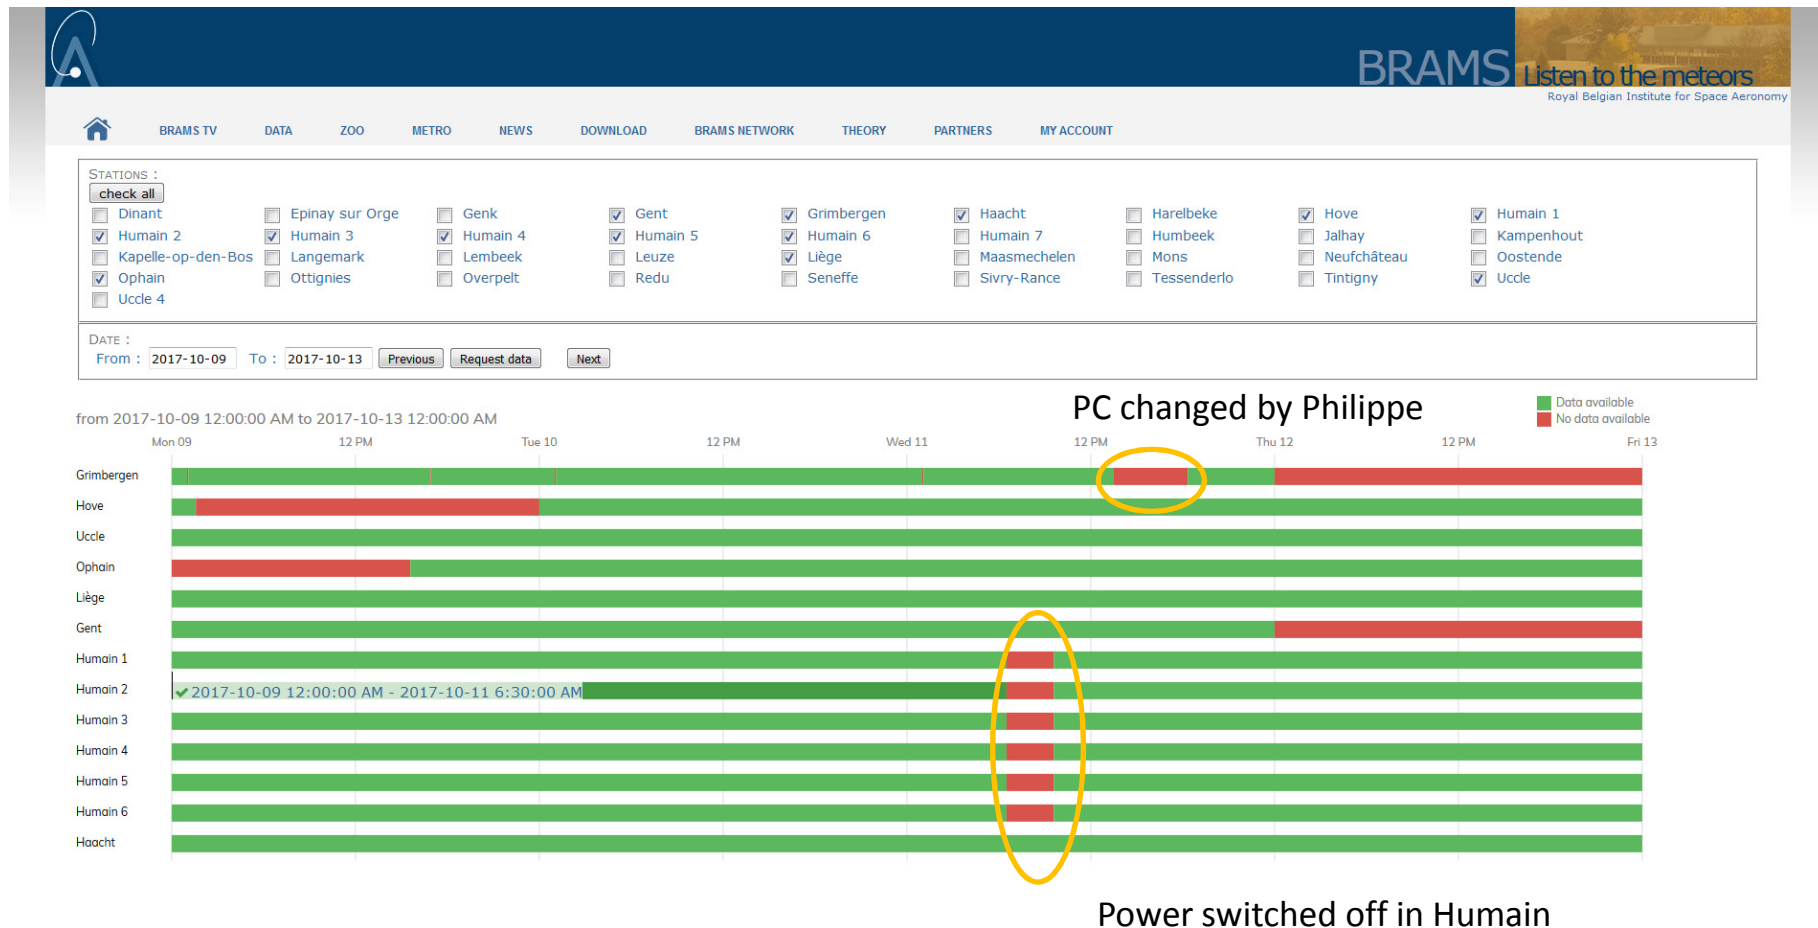 BRAMS Listen to the meteors
Royal Belgian Institute for Space Aeronomy
BRAMS TV DATA ZOO METRO NEWS DOWNLOAD BRAMS NETWORK THEORY PARTNERS MY ACCOUNT
STATIONS :
check all
Dinant Epinay sur Orge Genk Gent Grimbergen Haacht Harelbeke Hove Humain 1
Humain 2 Humain 3 Humain 4 Humain 5 Humain 6 Humain 7 Humbeek Jalhay Kampenhout
Kapelle-op-den-Bos Langemark Lembeek Leuze Liège Maasmechelen Mons Neufchâteau Oostende
Ophain Ottignies Overpelt Redu Seneffe Sivry-Rance Tessenderlo Tintigny Uccle
Uccle 4
DATE :
From : 2017-10-09 To : 2017-10-13 Previous Request data Next
PC changed by Philippe
Data available
No data available
from 2017-10-09 12:00:00 AM to 2017-10-13 12:00:00 AM
Mon 09 12 PM Tue 10 12 PM Wed 11 12 PM Thu 12 12 PM Fri 13
Grimbergen
Hove
Uccle
Ophain
Liège
Gent
Humain 1
Humain 2 2017-10-09 12:00:00 AM - 2017-10-11 6:30:00 AM
Humain 3
Humain 4
Humain 5
Humain 6
Haacht
Power switched off in Humain